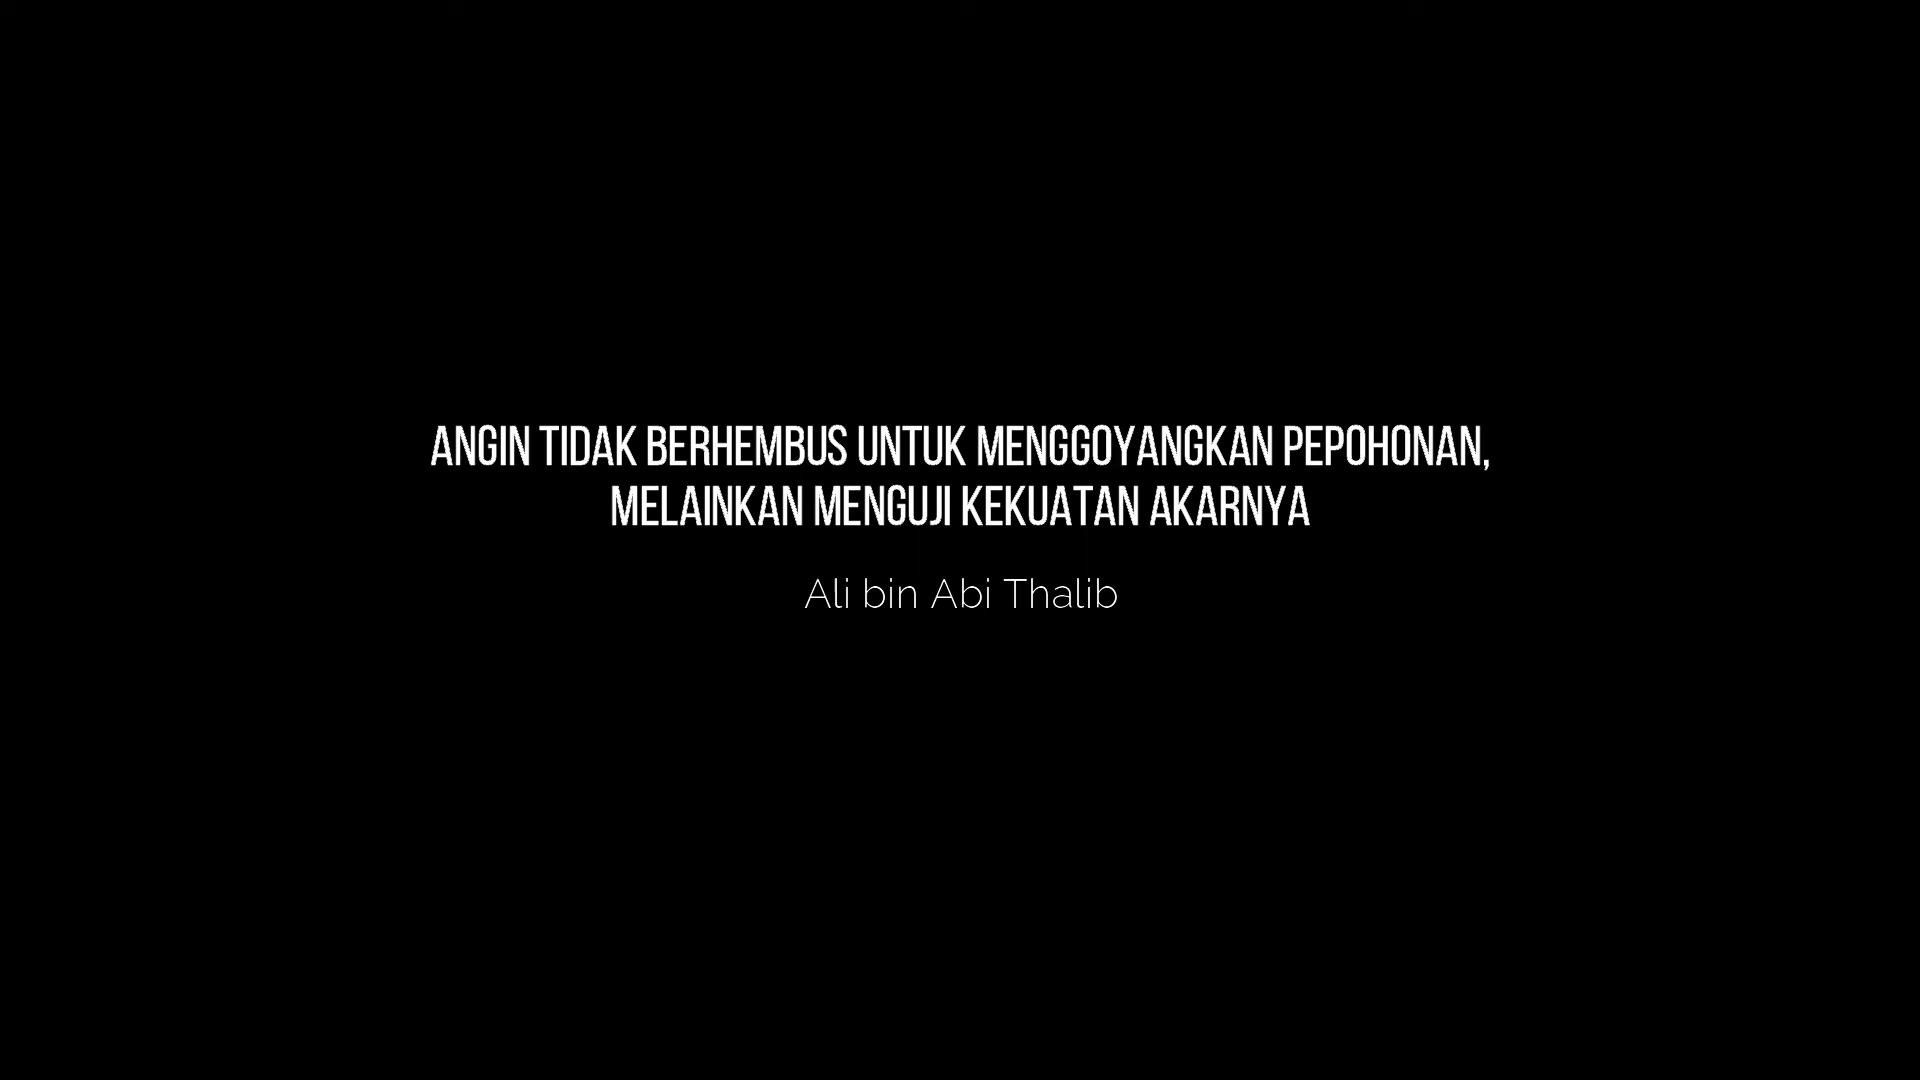 ANGIN TIDAK BERHEMBUS UNTUK MENGGOYANGKAN PEPOHONAN,
MELAINKAN MENGUJI KEKUATAN AKARNYA
Ali bin Abi Thalib